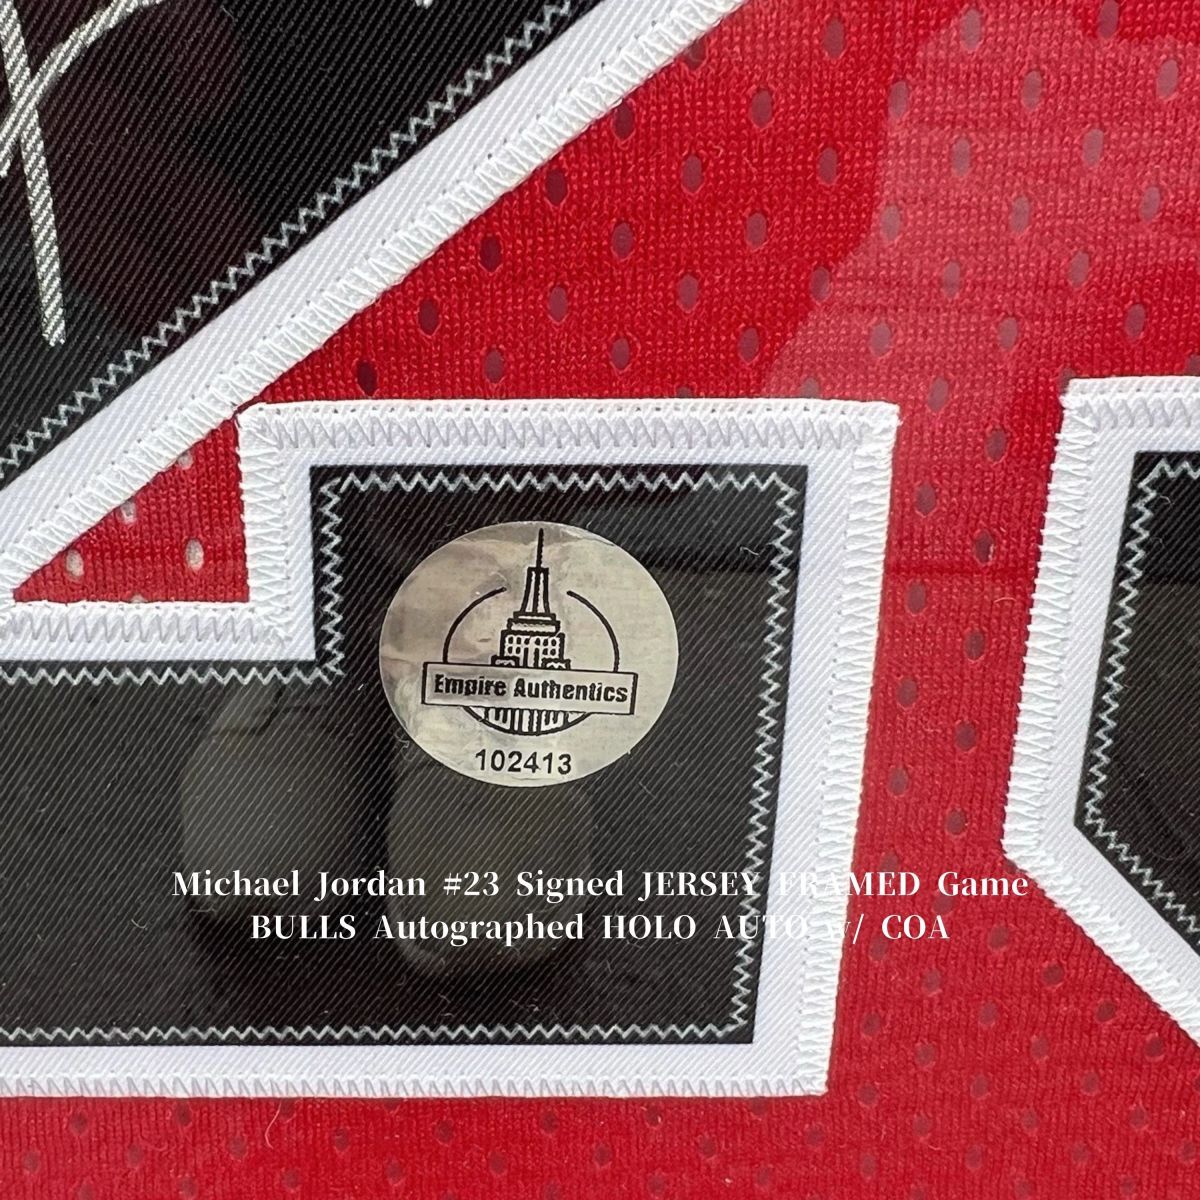 Empire Authentics
102413
Michael Jordan #23 Signed JERSEY FRAMED Game
BULLS Autographed HOLO AUTO w/ COA